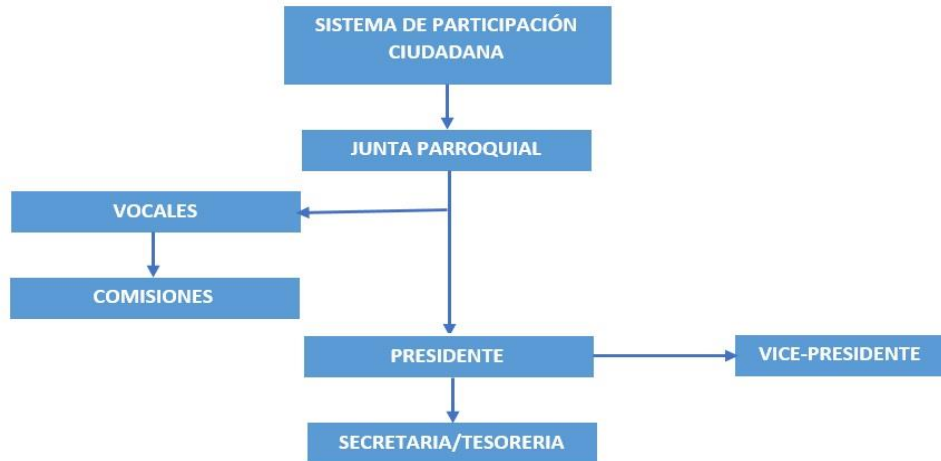 SISTEMA DE PARTICIPACIÓN
CIUDADANA
JUNTA PARROQUIAL
VOCALES
COMISIONES
PRESIDENTE
VICE-PRESIDENTE
SECRETARIA/TESORERIA